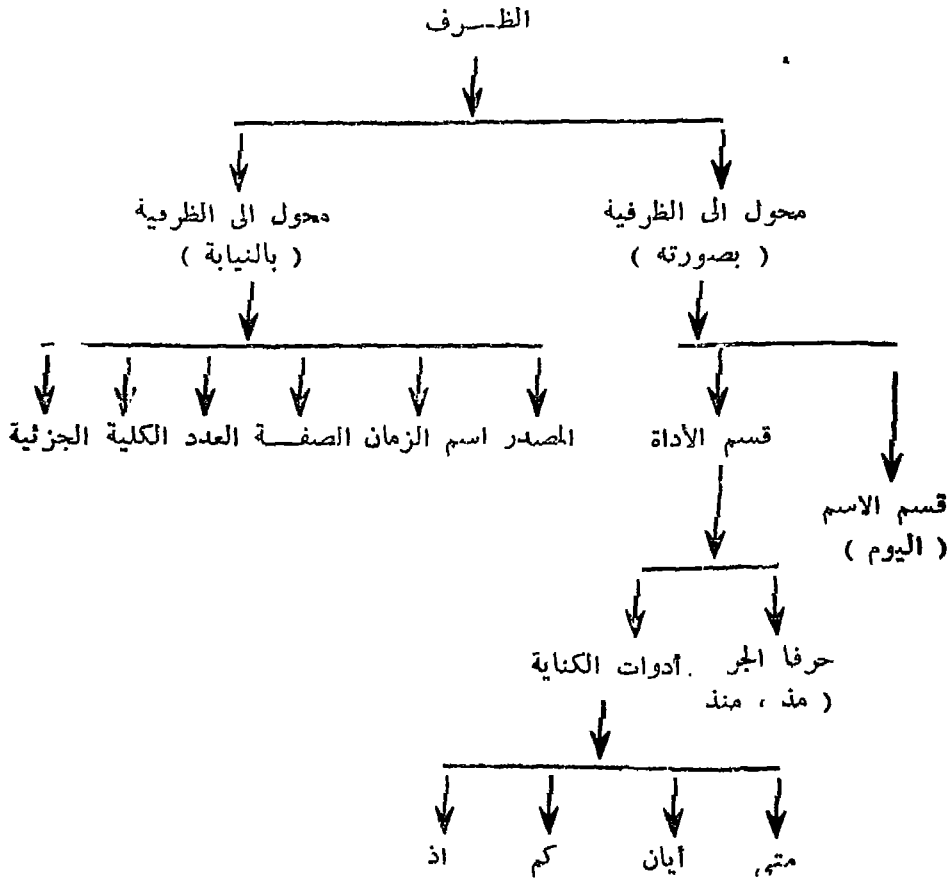 الظـرف
محول الى الظرفية
( بصورته )
محول الى الظرفية
( بالنيابة )
قسم الأداة
المصدر اسم الزمان الصفـــة العدد الكلية الجزئية
قسم الاسم
( اليوم )
حرفا الجر
( مذ ، منذ
أدوات الكناية
متى أيان كم اذ